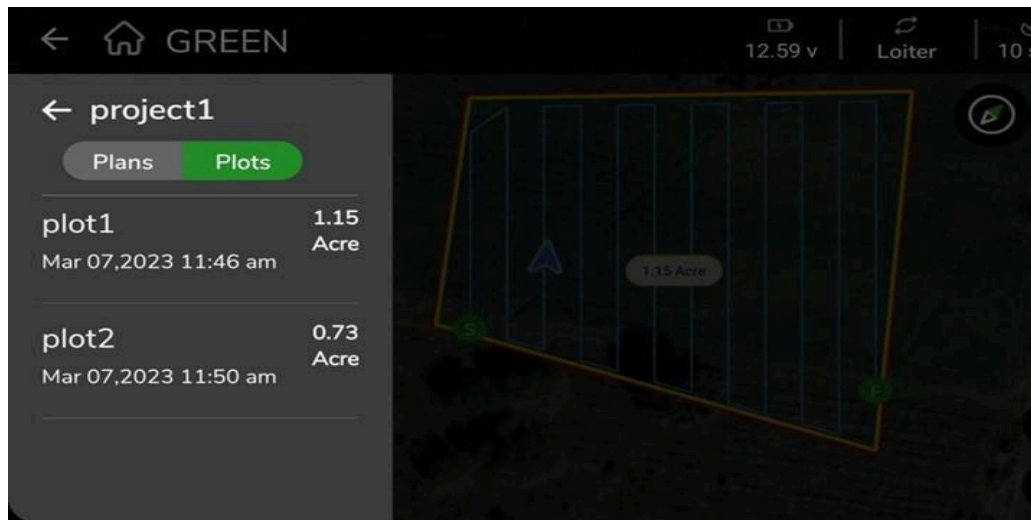 GREEN
12.59 v
Loiter
10
project1
Plans Plots
plot1 1.15 Acre
Mar 07,2023 11:46 am
plot2 0.73 Acre
Mar 07,2023 11:50 am
1.15 Acre
S
F